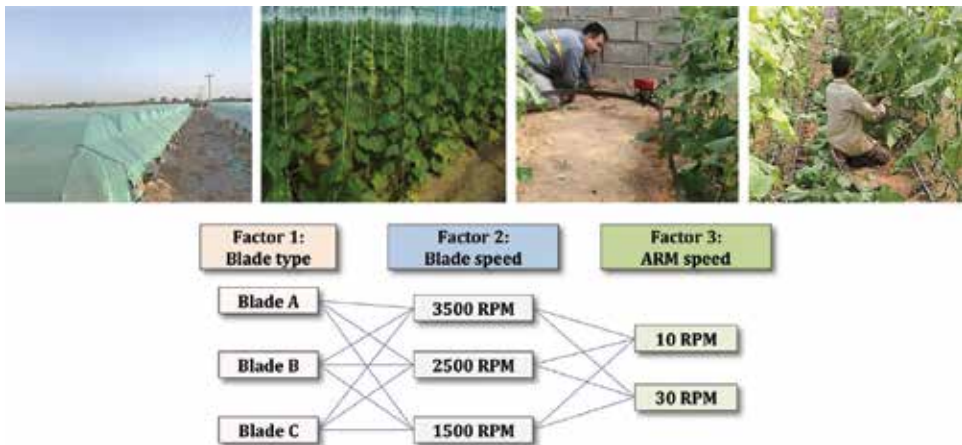 Factor 1:
Blade type
Factor 2:
Blade speed
Factor 3:
ARM speed
Blade A
3500 RPM
10 RPM
Blade B
2500 RPM
30 RPM
Blade C
1500 RPM